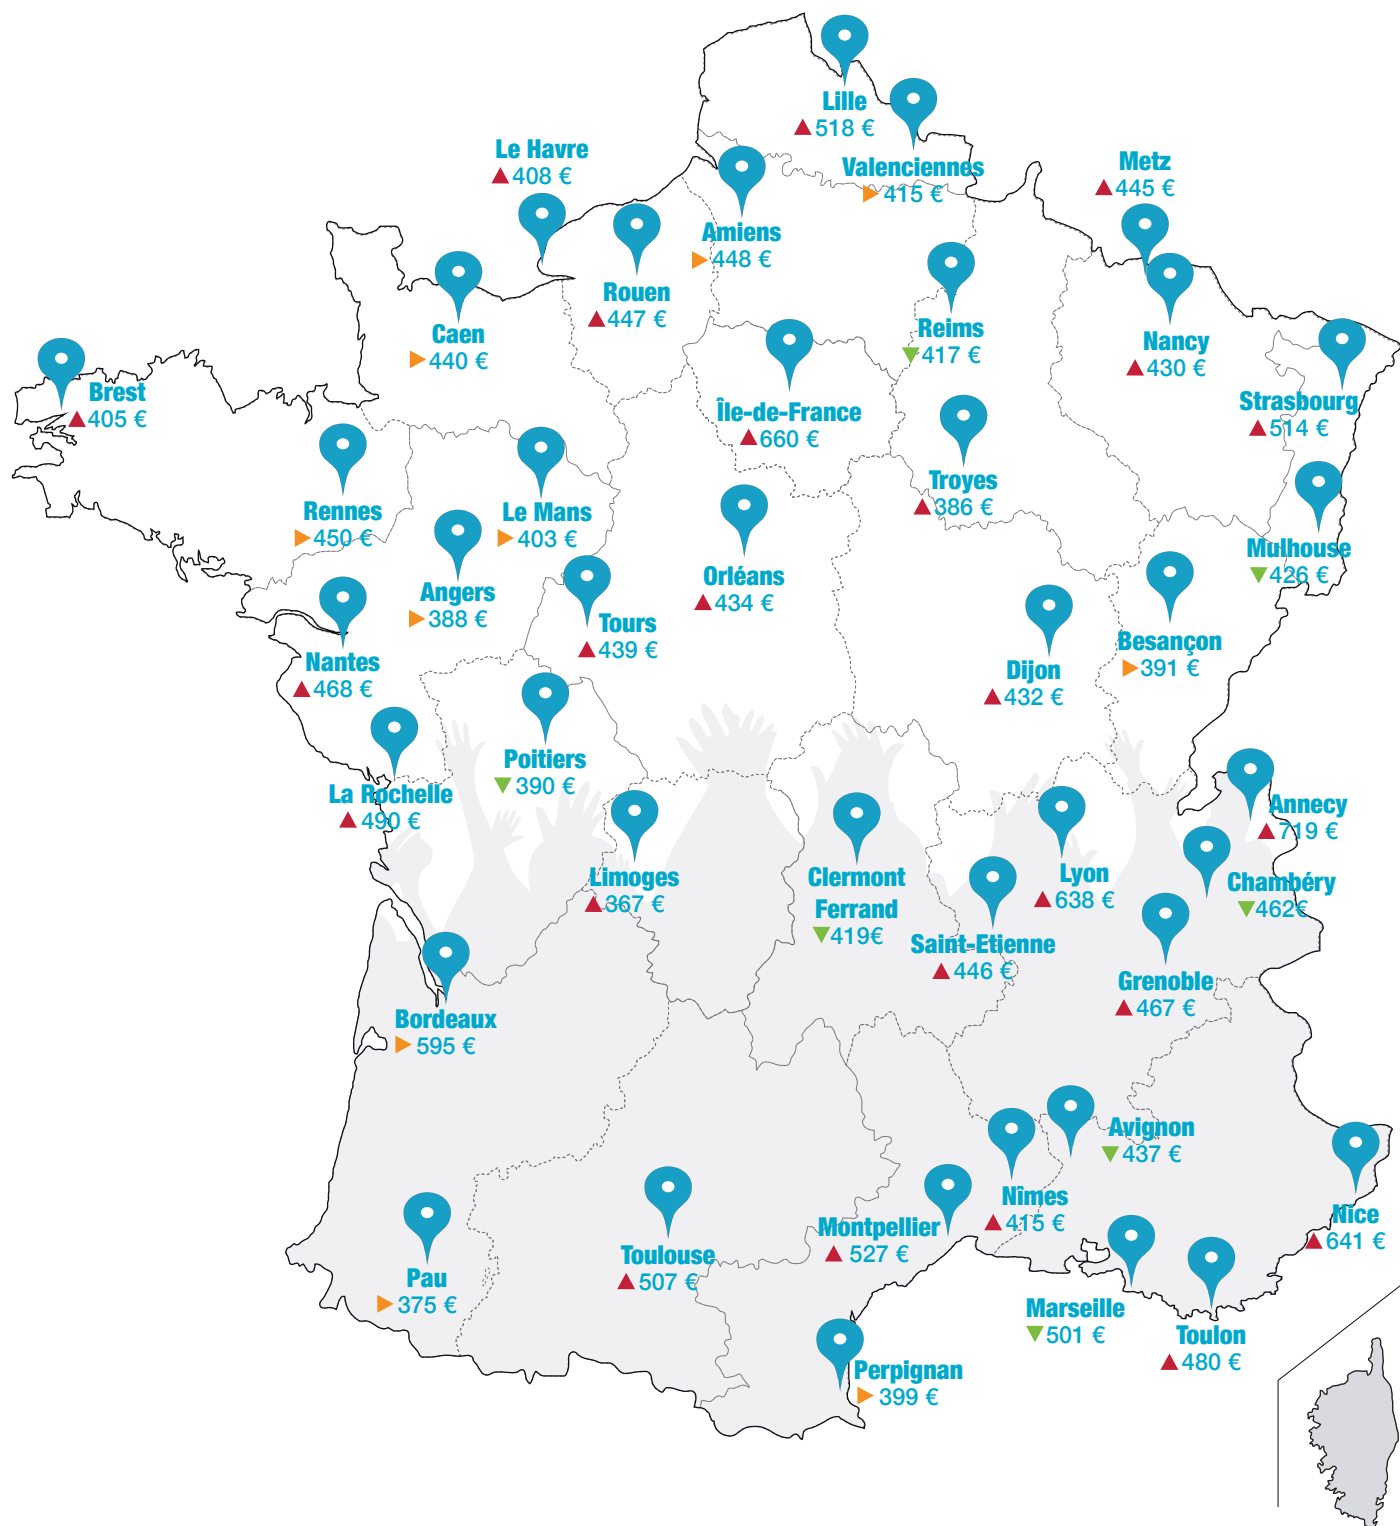 Lille
▲ 518 €
Valenciennes
▶ 415 €
Le Havre
▲ 408 €
Metz
▲ 445 €
Amiens
▶ 448 €
Rouen
▲ 447 €
Caen
▶ 440 €
Reims
▼ 417 €
Nancy
▲ 430 €
Brest
▲ 405 €
Île-de-France
▲ 660 €
Strasbourg
▲ 514 €
Troyes
▲ 386 €
Rennes
▶ 450 €
Le Mans
▶ 403 €
Mulhouse
▼ 426 €
Orléans
▲ 434 €
Angers
▶ 388 €
Tours
▲ 439 €
Besançon
▶ 391 €
Nantes
▲ 468 €
Dijon
▲ 432 €
Poitiers
▼ 390 €
La Rochelle
▲ 490 €
Annecy
▲ 719 €
Limoges
▲ 367 €
Clermont
Ferrand
▼ 419€
Lyon
▲ 638 €
Chambéry
▼ 462€
Saint-Etienne
▲ 446 €
Grenoble
▲ 467 €
Bordeaux
▶ 595 €
Avignon
▼ 437 €
Nîmes
▲ 415 €
Nice
▲ 641 €
Montpellier
▲ 527 €
Toulouse
▲ 507 €
Pau
▶ 375 €
Marseille
▼ 501 €
Toulon
▲ 480 €
Perpignan
▶ 399 €